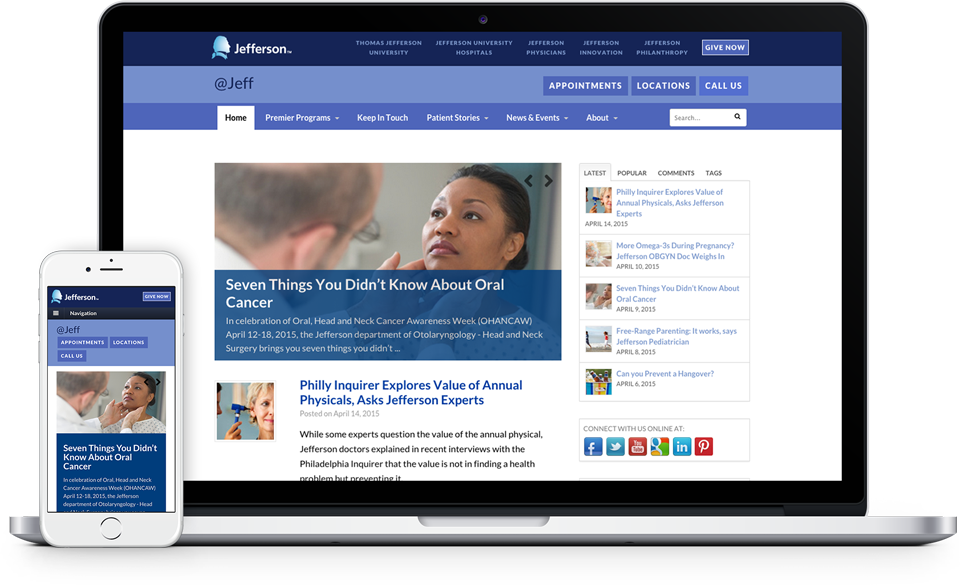 Jefferson™
THOMAS JEFFERSON
UNIVERSITY
JEFFERSON UNIVERSITY
HOSPITALS
JEFFERSON
PHYSICIANS
JEFFERSON
INNOVATION
JEFFERSON
PHILANTHROPY
GIVE NOW
@Jeff
APPOINTMENTS
LOCATIONS
CALL US
Home
Premier Programs
Keep In Touch
Patient Stories
News & Events
About
Search...
Seven Things You Didn't Know About Oral
Cancer
In celebration of Oral, Head and Neck Cancer Awareness Week (OHANCAW)
April 12-18, 2015, the Jefferson department of Otolaryngology - Head and Neck
Surgery brings you seven things you didn't ...
Philly Inquirer Explores Value of Annual
Physicals, Asks Jefferson Experts
Posted on April 14, 2015
While some experts question the value of the annual physical,
Jefferson doctors explained in recent interviews with the
Philadelphia Inquirer that the value is not in finding a health
problem but preventing it.
LATEST
POPULAR
COMMENTS
TAGS
Philly Inquirer Explores Value of
Annual Physicals, Asks Jefferson
Experts
APRIL 14, 2015
More Omega-3s During Pregnancy?
Jefferson OBGYN Doc Weighs In
APRIL 10, 2015
Seven Things You Didn't Know About
Oral Cancer
APRIL 9, 2015
Free-Range Parenting: It works, says
Jefferson Pediatrician
APRIL 8, 2015
Can you Prevent a Hangover?
APRIL 6, 2015
CONNECT WITH US ONLINE AT:
You
Tube
Jefferson™
GIVE NOW
Navigation
@Jeff
APPOINTMENTS
LOCATIONS
CALL US
Seven Things You Didn't
Know About Oral
Cancer
In celebration of Oral, Head and Neck
Cancer Awareness Week (OHANCAW)
April 12-18, 2015, the Jefferson
department of Otolaryngology - Head